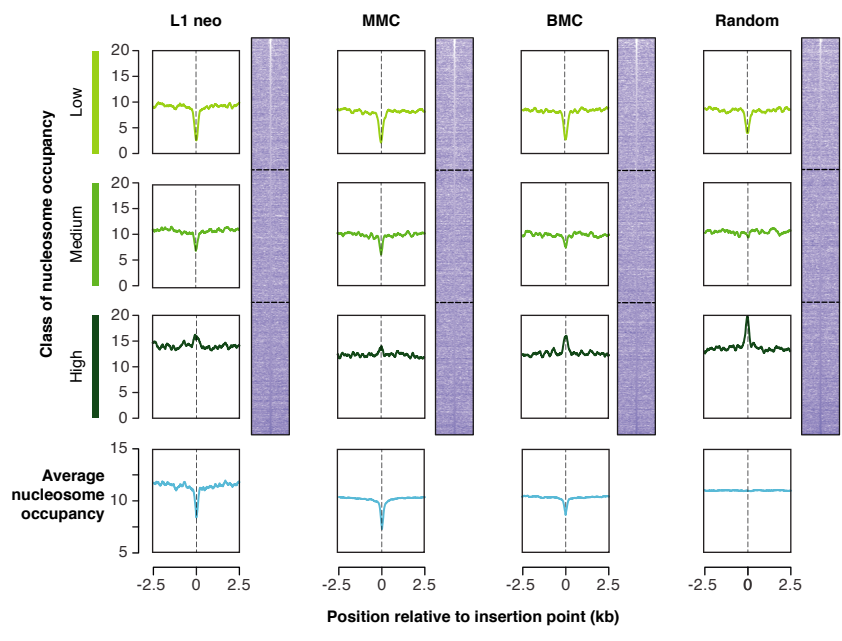 L1 neo MMC BMC Random
Class of nucleosome occupancy
Low
20
15
10
5
0
Medium
20
15
10
5
0
High
20
15
10
5
0
Average
nucleosome
occupancy
15
10
5
-2.5 0 2.5 -2.5 0 2.5 -2.5 0 2.5 -2.5 0 2.5
Position relative to insertion point (kb)